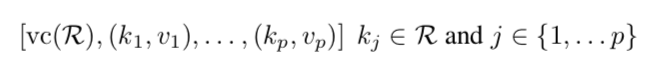 [vc(ℛ), (k₁, v₁), . . . , (kₚ, vₚ)] kⱼ ∈ ℛ and j ∈ {1, . . . p}